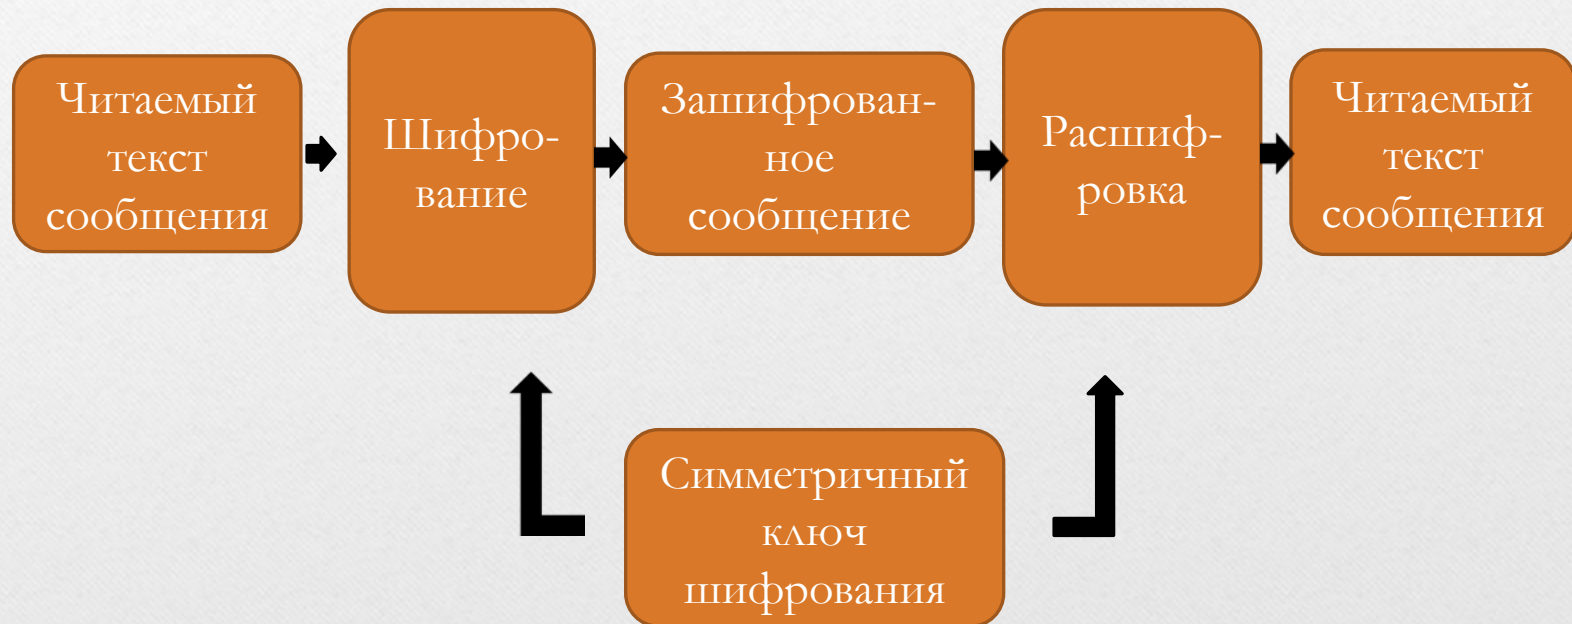 Читаемый
текст
сообщения
Шифро-
вание
Зашифрован-
ное
сообщение
Расшиф-
ровка
Читаемый
текст
сообщения
Симметричный
ключ
шифрования